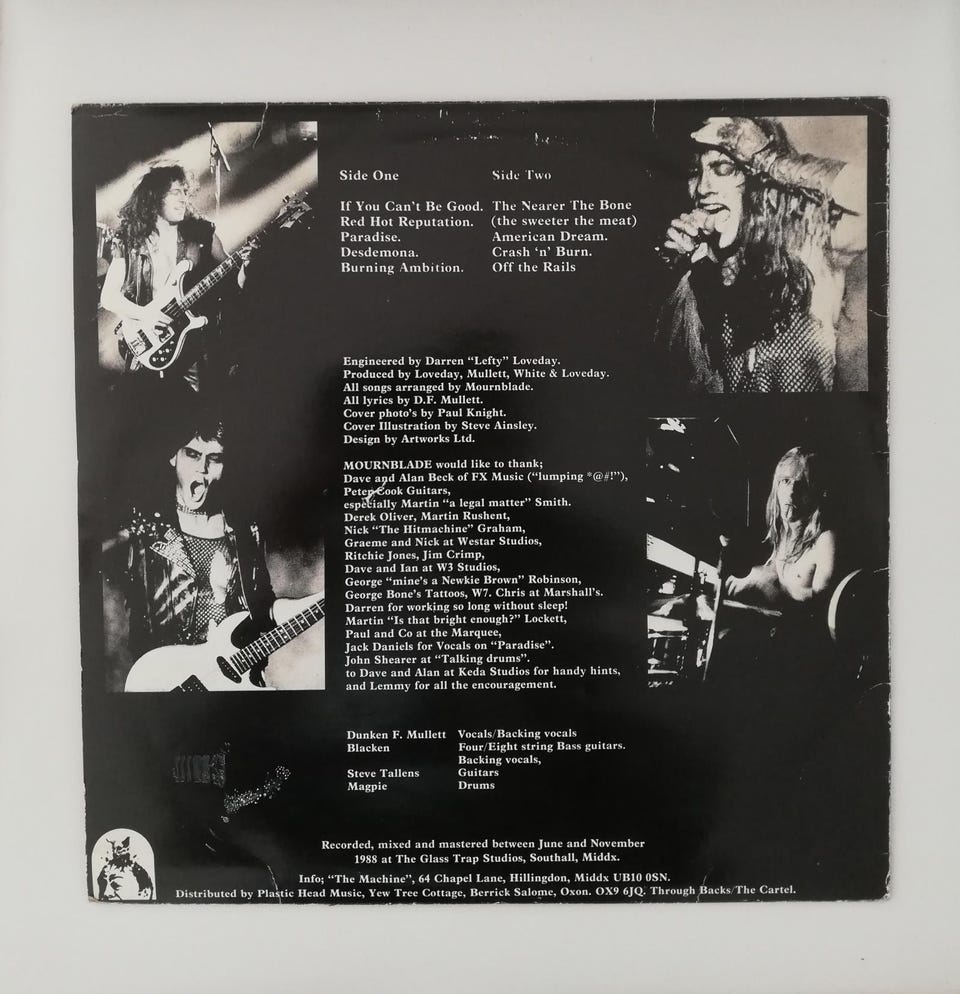 Side One
If You Can't Be Good.
Red Hot Reputation.
Paradise.
Desdemona.
Burning Ambition.
Side Two
The Nearer The Bone
(the sweeter the meat)
American Dream.
Crash 'n' Burn.
Off the Rails
Engineered by Darren "Lefty" Loveday.
Produced by Loveday, Mullett, White & Loveday.
All songs arranged by Mournblade.
All lyrics by D.F. Mullett.
Cover photo's by Paul Knight.
Cover Illustration by Steve Ainsley.
Design by Artworks Ltd.
MOURNBLADE would like to thank;
Dave and Alan Beck of FX Music ("lumping *@#!"),
Peter Cook Guitars,
especially Martin "a legal matter" Smith.
Derek Oliver, Martin Rushent,
Nick "The Hitmachine" Graham,
Graeme and Nick at Westar Studios,
Ritchie Jones, Jim Crimp,
Dave and Ian at W3 Studios,
George "mine's a Newkie Brown" Robinson,
George Bone's Tattoos, W7. Chris at Marshall's.
Darren for working so long without sleep!
Martin "Is that bright enough?" Lockett,
Paul and Co at the Marquee,
Jack Daniels for Vocals on "Paradise".
John Shearer at "Talking drums".
to Dave and Alan at Keda Studios for handy hints,
and Lemmy for all the encouragement.
Dunken F. Mullett Vocals/Backing vocals
Blacken Four/Eight string Bass guitars.
Backing vocals,
Steve Tallens Guitars
Magpie Drums
Recorded, mixed and mastered between June and November
1988 at The Glass Trap Studios, Southall, Middx.
Info; "The Machine", 64 Chapel Lane, Hillingdon, Middx UB10 0SN.
Distributed by Plastic Head Music, Yew Tree Cottage, Berrick Salome, Oxon. OX9 6JQ. Through Backs/The Cartel.